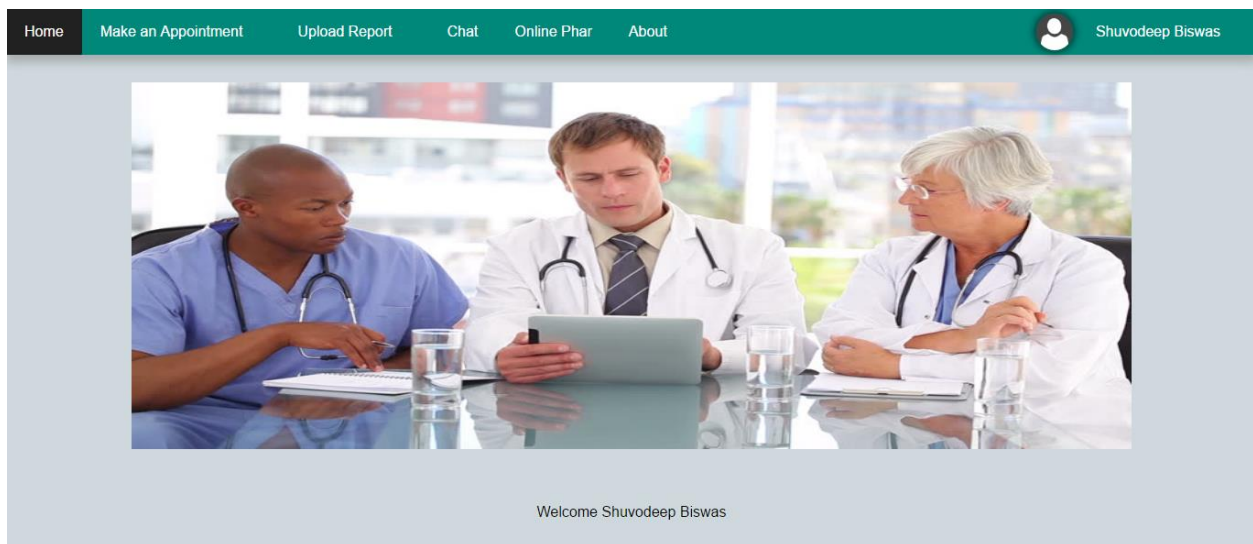 Home Make an Appointment Upload Report Chat Online Phar About Shuvodeep Biswas
Welcome Shuvodeep Biswas